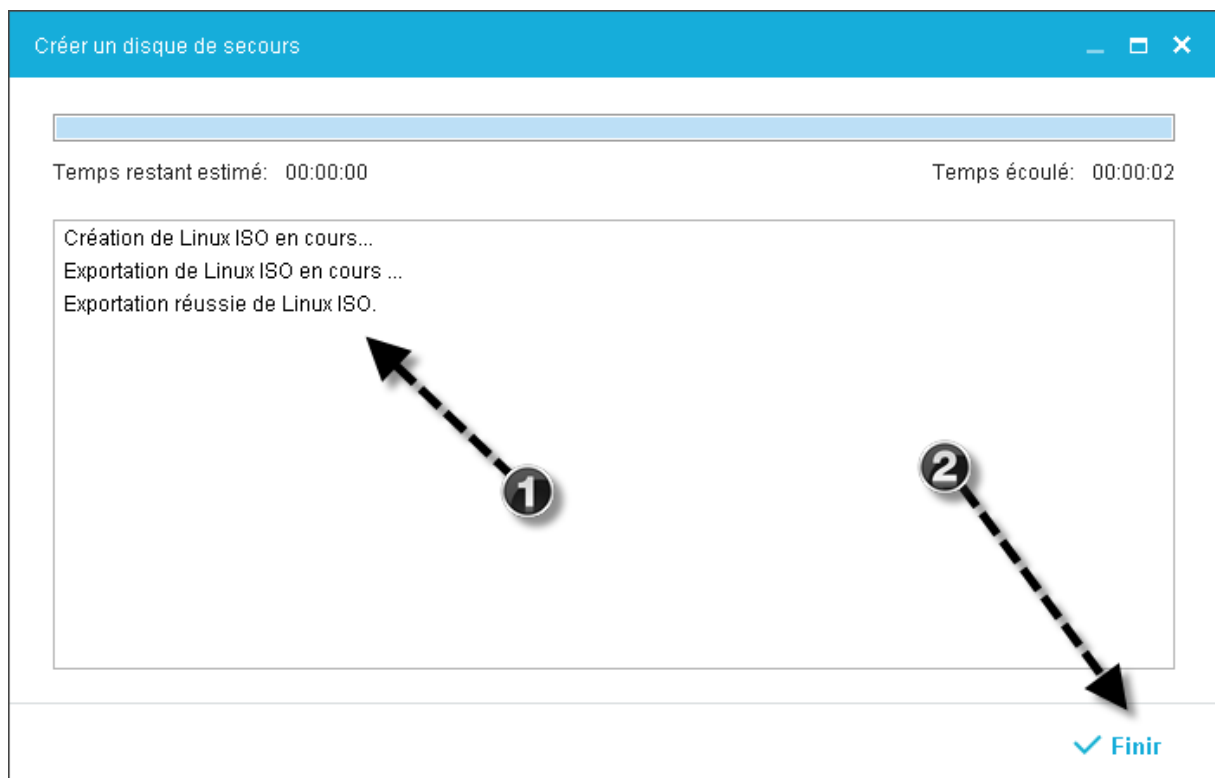 Créer un disque de secours
Temps restant estimé: 00:00:00
Temps écoulé: 00:00:02
Création de Linux ISO en cours...
Exportation de Linux ISO en cours ...
Exportation réussie de Linux ISO.
1
2
Finir